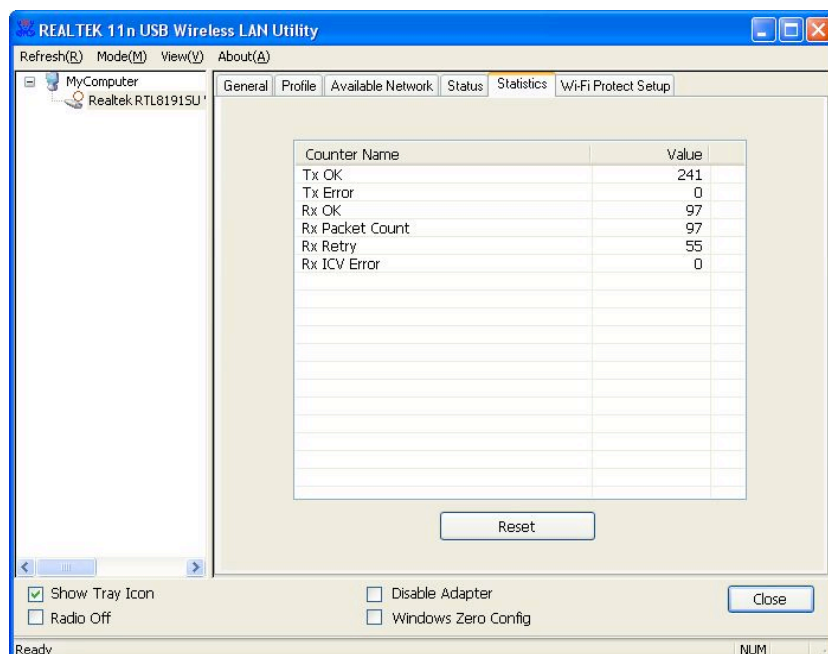 REALTEK 11n USB Wireless LAN Utility
Refresh(R) Mode(M) View(V) About(A)
MyComputer
Realtek RTL8191SU '
General Profile Available Network Status Statistics Wi-Fi Protect Setup
Counter Name Value
Tx OK 241
Tx Error 0
Rx OK 97
Rx Packet Count 97
Rx Retry 55
Rx ICV Error 0
Reset
Show Tray Icon Disable Adapter
Radio Off Windows Zero Config
Close
Ready NUM